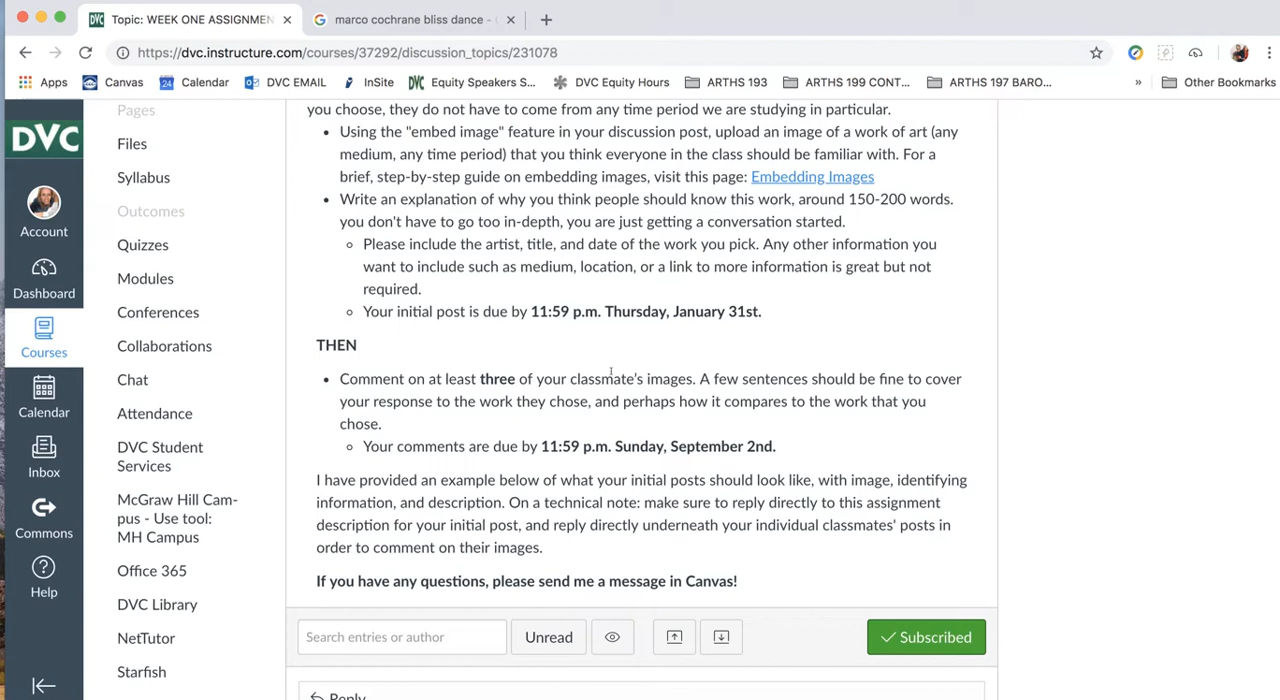 Topic: WEEK ONE ASSIGNMEN
marco cochrane bliss dance -
https://dvc.instructure.com/courses/37292/discussion_topics/231078
Apps Canvas Calendar DVC EMAIL InSite Equity Speakers S... DVC Equity Hours ARTHS 193 ARTHS 199 CONT... ARTHS 197 BARO... » Other Bookmarks
DVC
Account
Dashboard
Courses
Calendar
Inbox
Commons
Help
Pages
Files
Syllabus
Outcomes
Quizzes
Modules
Conferences
Collaborations
Chat
Attendance
DVC Student
Services
McGraw Hill Cam-
pus - Use tool:
MH Campus
Office 365
DVC Library
NetTutor
Starfish
you choose, they do not have to come from any time period we are studying in particular.
• Using the "embed image" feature in your discussion post, upload an image of a work of art (any
medium, any time period) that you think everyone in the class should be familiar with. For a
brief, step-by-step guide on embedding images, visit this page: Embedding Images
• Write an explanation of why you think people should know this work, around 150-200 words.
you don't have to go too in-depth, you are just getting a conversation started.
◦ Please include the artist, title, and date of the work you pick. Any other information you
want to include such as medium, location, or a link to more information is great but not
required.
◦ Your initial post is due by 11:59 p.m. Thursday, January 31st.
THEN
• Comment on at least three of your classmate's images. A few sentences should be fine to cover
your response to the work they chose, and perhaps how it compares to the work that you
chose.
◦ Your comments are due by 11:59 p.m. Sunday, September 2nd.
I have provided an example below of what your initial posts should look like, with image, identifying
information, and description. On a technical note: make sure to reply directly to this assignment
description for your initial post, and reply directly underneath your individual classmates' posts in
order to comment on their images.
If you have any questions, please send me a message in Canvas!
Search entries or author Unread Subscribed
Reply